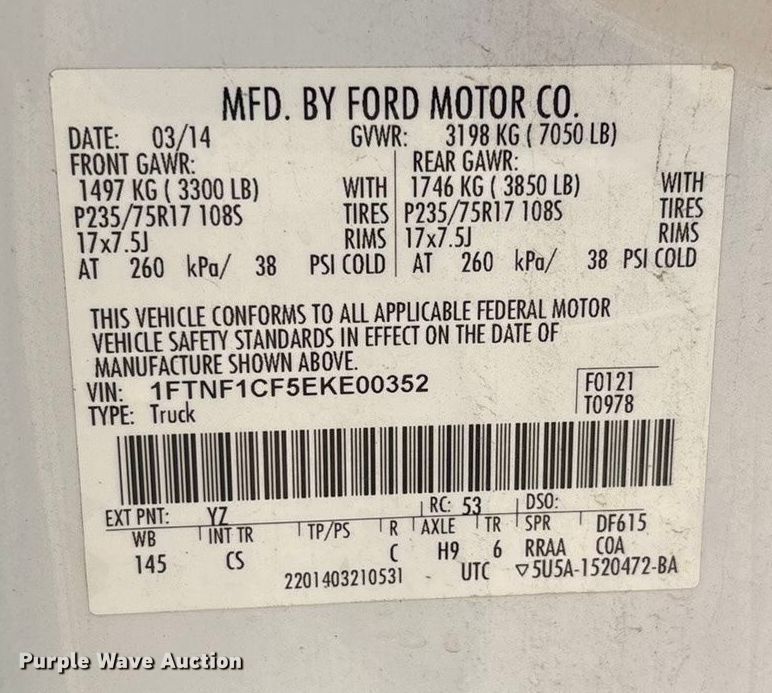 MFD. BY FORD MOTOR CO.
DATE: 03/14 GVWR: 3198 KG ( 7050 LB)
FRONT GAWR: REAR GAWR:
1497 KG ( 3300 LB) WITH 1746 KG ( 3850 LB) WITH
P235/75R17 108S TIRES P235/75R17 108S TIRES
17x7.5J RIMS 17x7.5J RIMS
AT 260 kPa/ 38 PSI COLD AT 260 kPa/ 38 PSI COLD
THIS VEHICLE CONFORMS TO ALL APPLICABLE FEDERAL MOTOR
VEHICLE SAFETY STANDARDS IN EFFECT ON THE DATE OF
MANUFACTURE SHOWN ABOVE.
VIN: 1FTNF1CF5EKE00352 F0121
TYPE: Truck T0978
EXT PNT: YZ RC: 53 DSO:
WB INT TR TP/PS R AXLE TR SPR DF615
145 CS C H9 6 RRAA COA
2201403210531 UTC ▽5U5A-1520472-BA
Purple Wave Auction